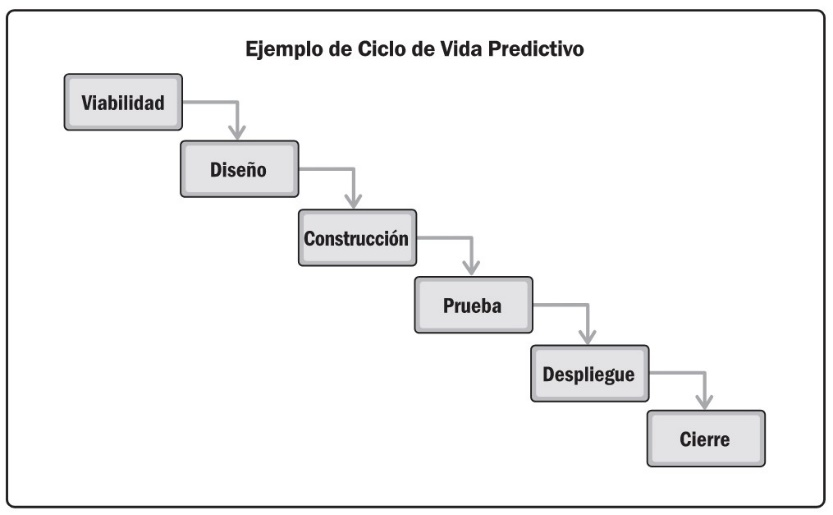 Ejemplo de Ciclo de Vida Predictivo
Viabilidad
Diseño
Construcción
Prueba
Despliegue
Cierre